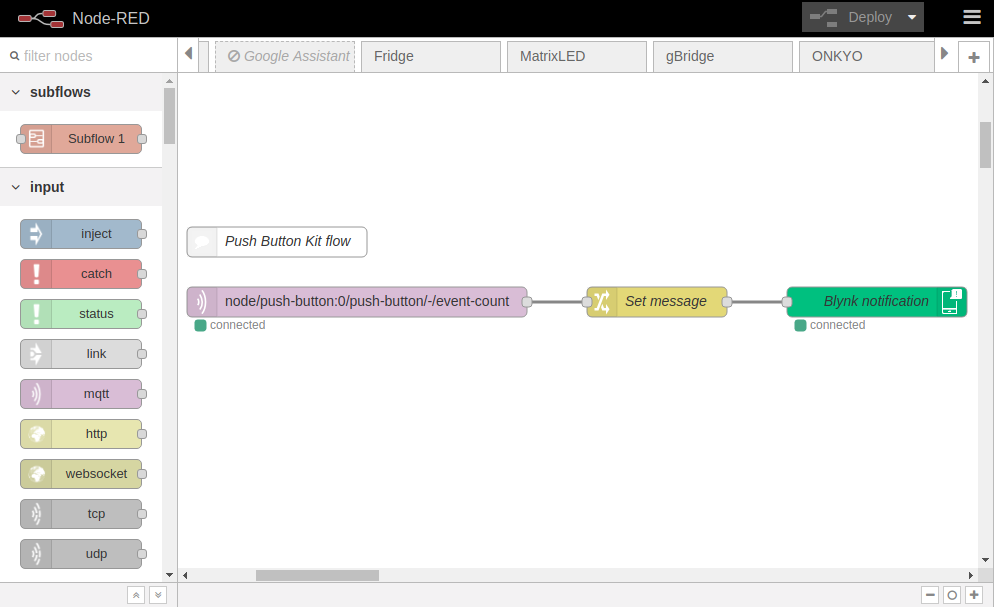 Node-RED
Deploy
filter nodes
Google Assistant
Fridge
MatrixLED
gBridge
ONKYO
subflows
Subflow 1
input
inject
catch
status
link
mqtt
http
websocket
tcp
udp
Push Button Kit flow
node/push-button:0/push-button/-/event-count
connected
Set message
Blynk notification
connected